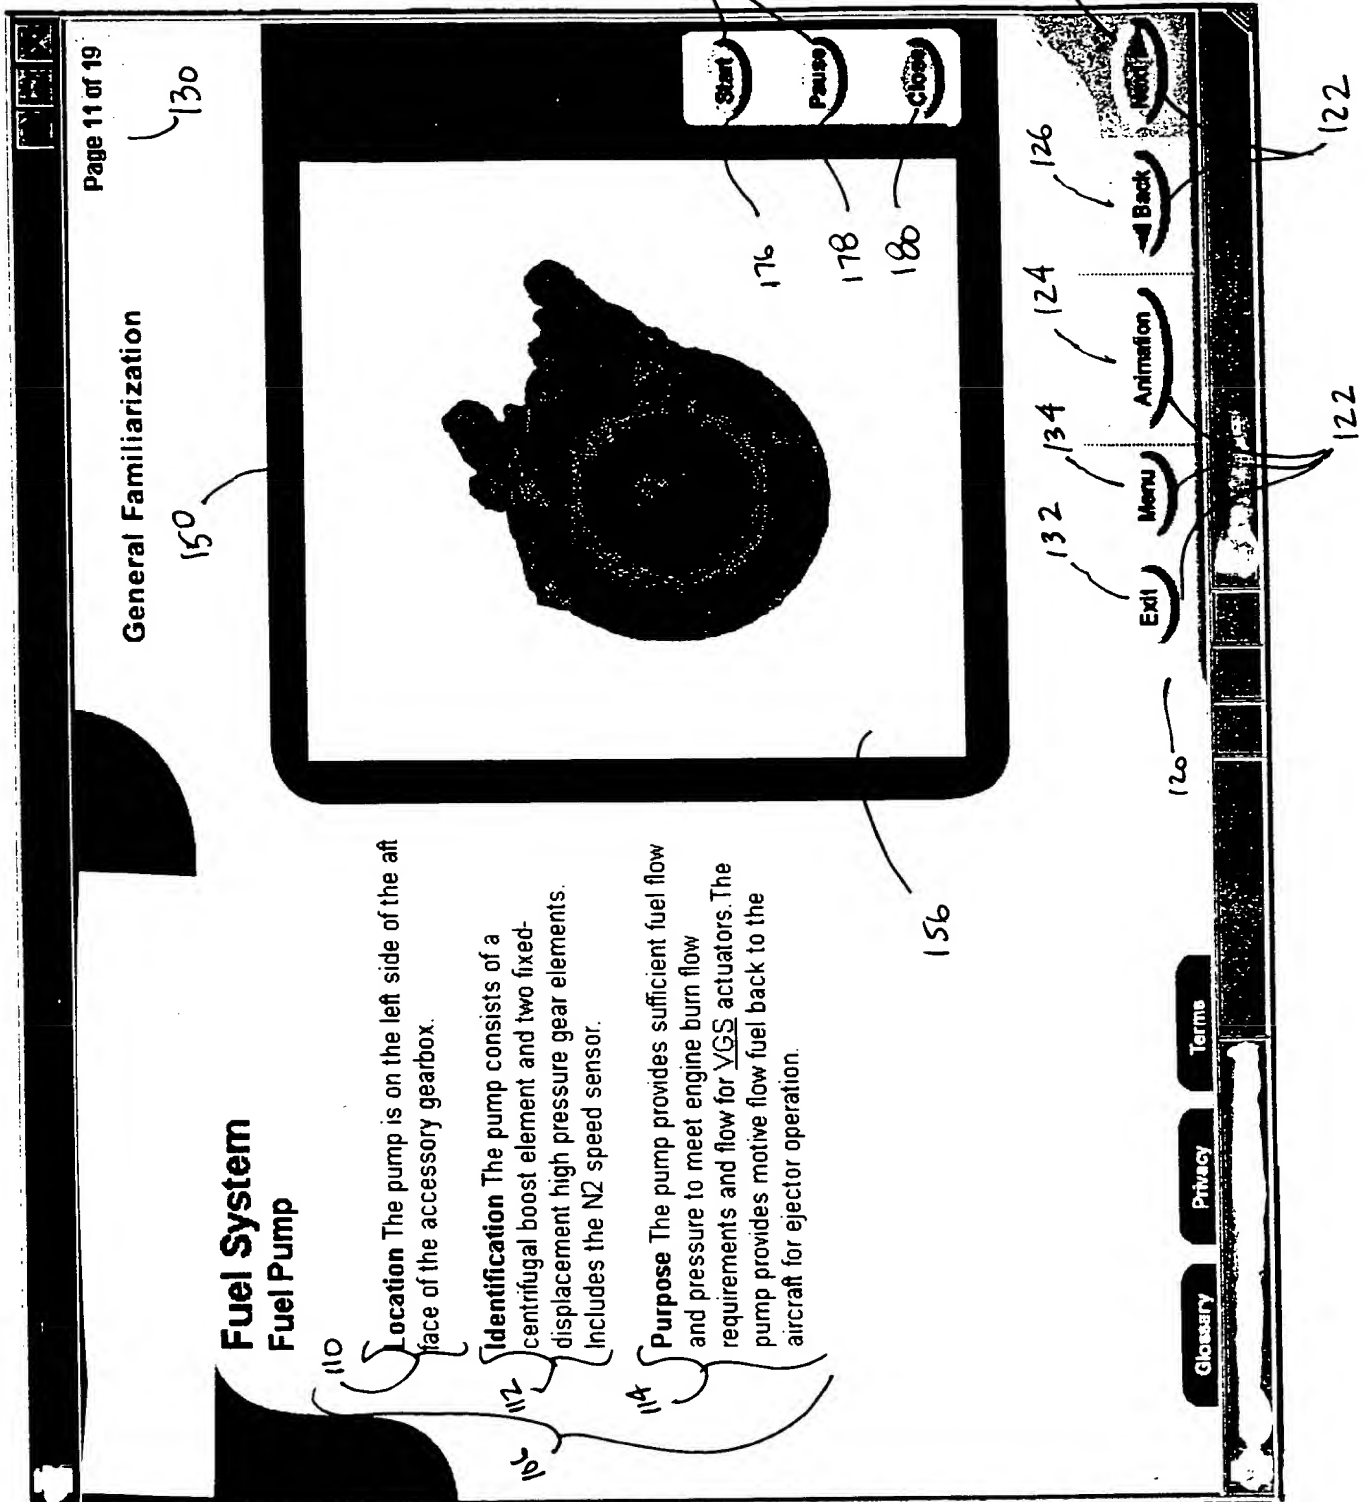 Page 11 of 19
130
General Familiarization
Fuel System
Fuel Pump
150
110
Location The pump is on the left side of the aft
face of the accessory gearbox.
112
Identification The pump consists of a
centrifugal boost element and two fixed-
displacement high pressure gear elements.
Includes the N2 speed sensor.
114
Purpose The pump provides sufficient fuel flow
and pressure to meet engine burn flow
requirements and flow for VGS actuators. The
pump provides motive flow fuel back to the
aircraft for ejector operation.
156
176
178
180
Start
Pause
Close
132
134
124
126
120
Exit
Menu
Animation
Back
Next
Glossary
Privacy
Terms
122
122